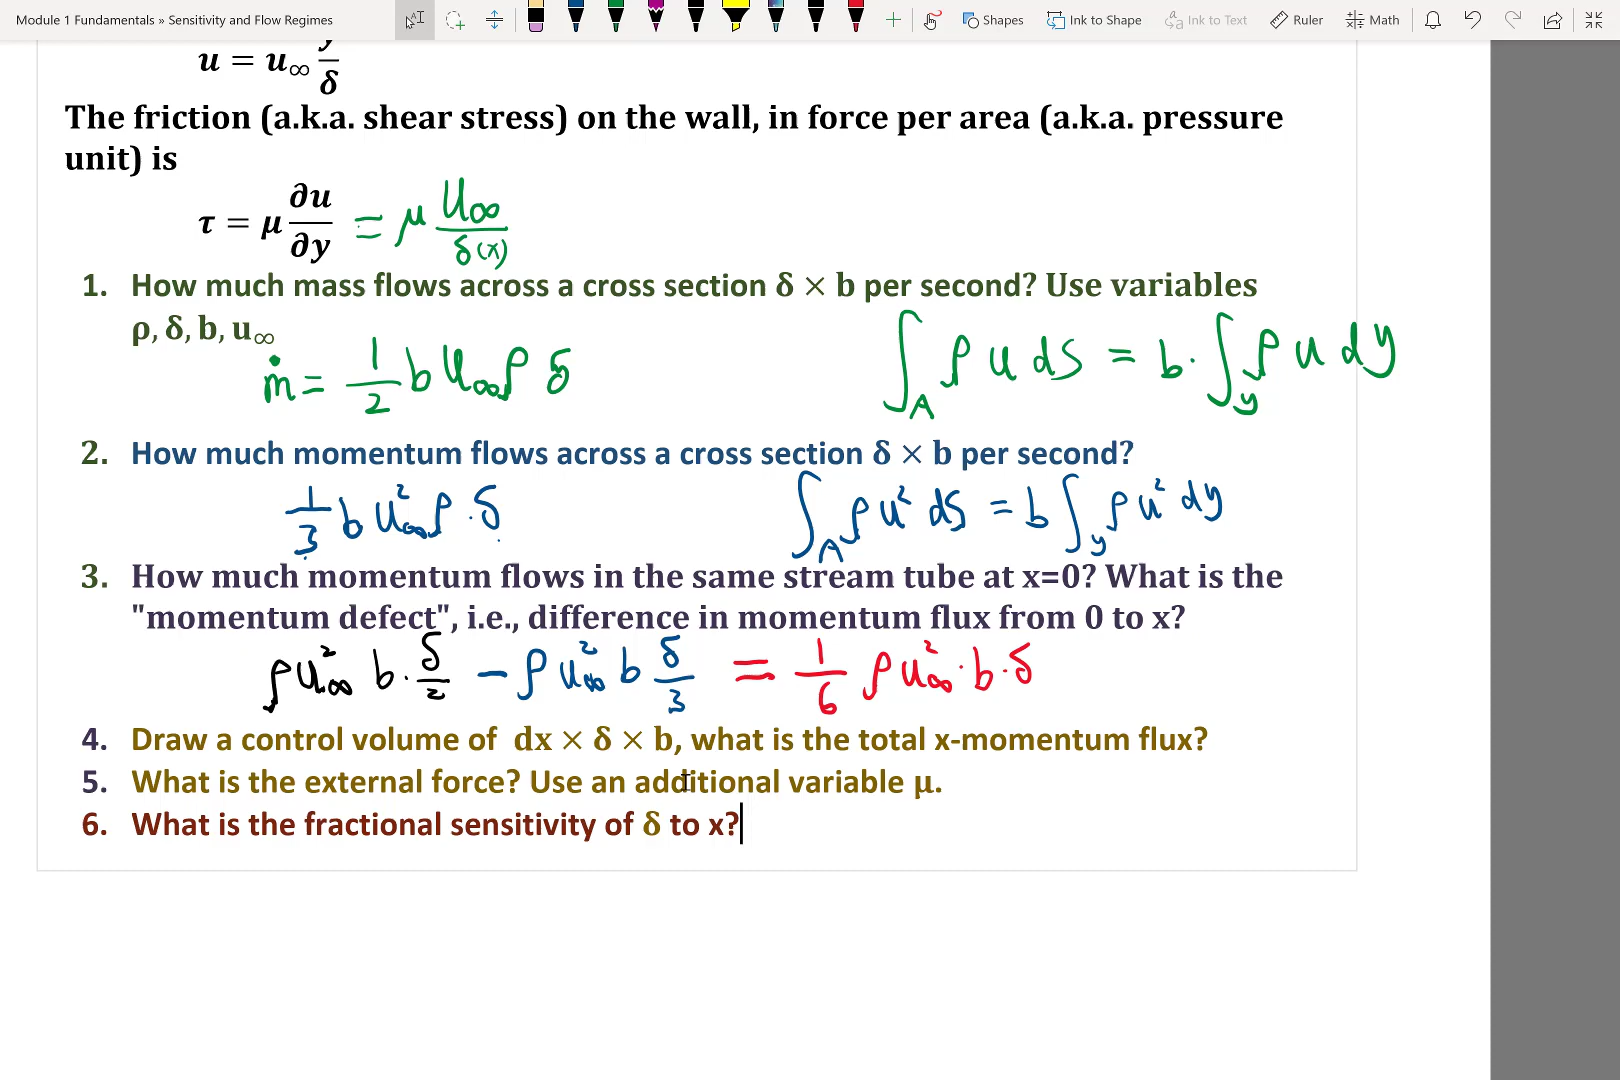 Module 1 Fundamentals » Sensitivity and Flow Regimes Shapes Ink to Shape Ink to Text Ruler Math
u = u∞ y/δ
The friction (a.k.a. shear stress) on the wall, in force per area (a.k.a. pressure
unit) is
τ = μ ∂u/∂y = μ U∞/δ(x)
1. How much mass flows across a cross section δ × b per second? Use variables
ρ, δ, b, u∞
ṁ = 1/2 b U∞ ρ δ ∫_A ρ u ds = b · ∫_y ρ u dy
2. How much momentum flows across a cross section δ × b per second?
1/3 b U∞² ρ · δ ∫_A ρ u² ds = b ∫_y ρ u² dy
3. How much momentum flows in the same stream tube at x=0? What is the
"momentum defect", i.e., difference in momentum flux from 0 to x?
ρ u∞² b · δ/2 − ρ u∞² b δ/3 = 1/6 ρ u∞² · b · δ
4. Draw a control volume of dx × δ × b, what is the total x-momentum flux?
5. What is the external force? Use an additional variable μ.
6. What is the fractional sensitivity of δ to x?